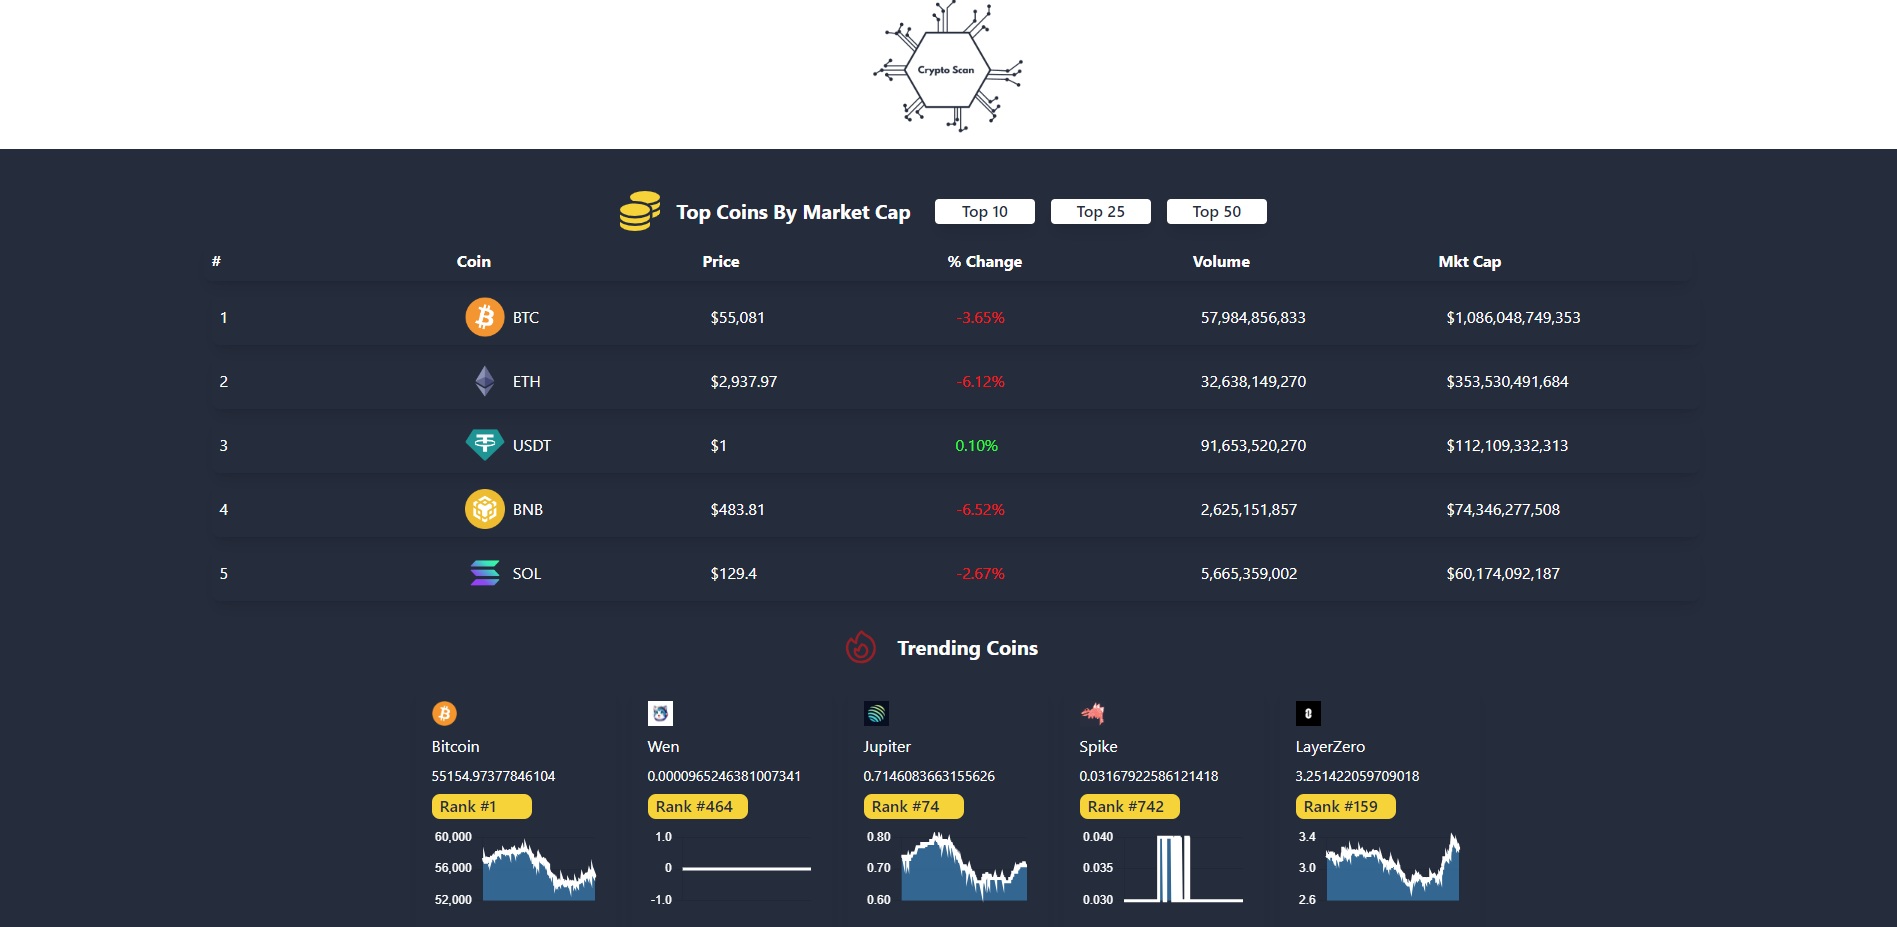 Crypto Scan
Top Coins By Market Cap Top 10 Top 25 Top 50
# Coin Price % Change Volume Mkt Cap
1 BTC $55,081 -3.65% 57,984,856,833 $1,086,048,749,353
2 ETH $2,937.97 -6.12% 32,638,149,270 $353,530,491,684
3 USDT $1 0.10% 91,653,520,270 $112,109,332,313
4 BNB $483.81 -6.52% 2,625,151,857 $74,346,277,508
5 SOL $129.4 -2.67% 5,665,359,002 $60,174,092,187
Trending Coins
Bitcoin Wen Jupiter Spike LayerZero
55154.97377846104 0.0000965246381007341 0.7146083663155626 0.03167922586121418 3.251422059709018
Rank #1 Rank #464 Rank #74 Rank #742 Rank #159
60,000 1.0 0.80 0.040 3.4
56,000 0 0.70 0.035 3.0
52,000 -1.0 0.60 0.030 2.6